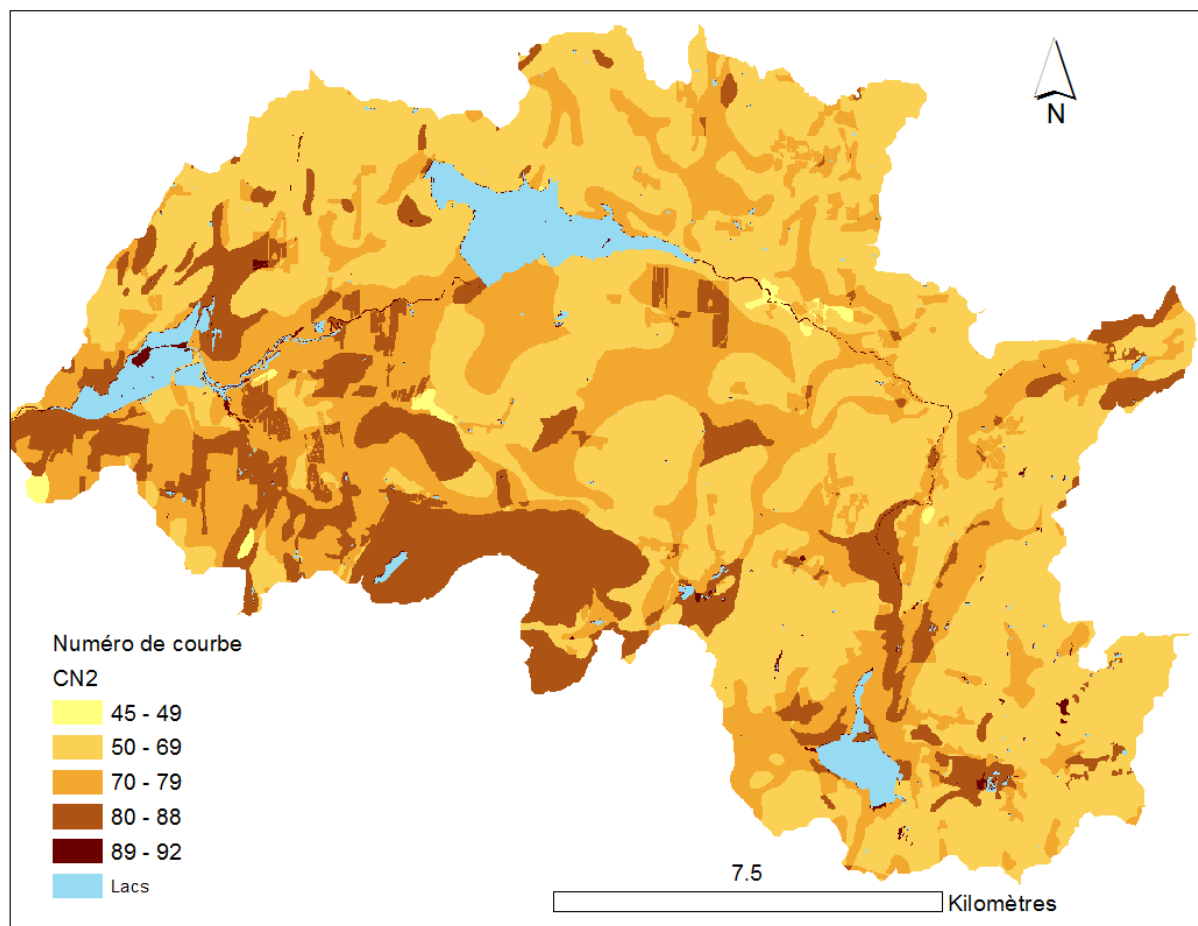 N
Numéro de courbe
CN2
45 - 49
50 - 69
70 - 79
80 - 88
89 - 92
Lacs
7.5
Kilomètres